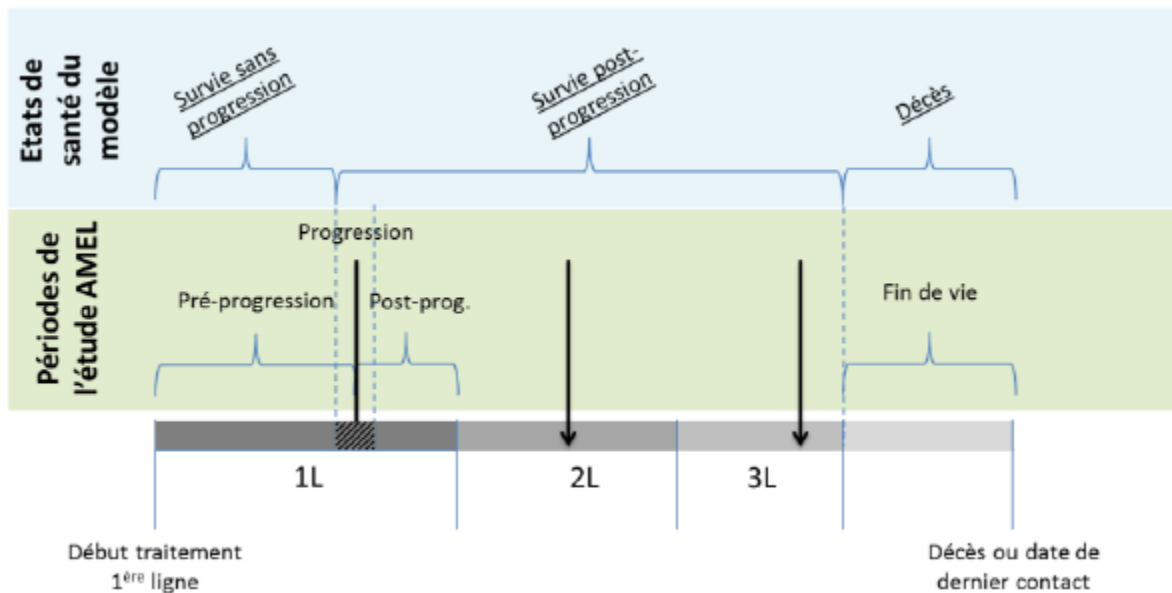 Etats de
santé du
modèle
Survie sans
progression
Survie post-
progression
Décès
Périodes de
l'étude AMEL
Progression
Pré-progression
Post-prog.
Fin de vie
1L
2L
3L
Début traitement
1ère ligne
Décès ou date de
dernier contact